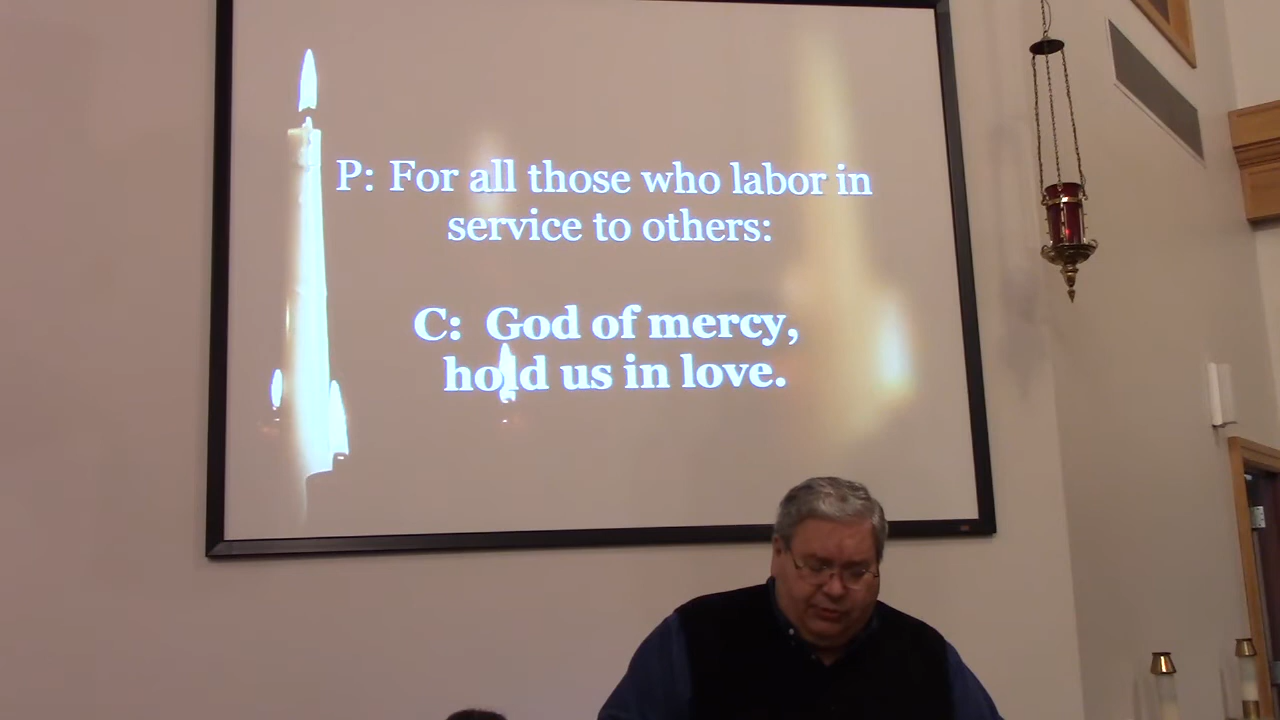 P: For all those who labor in
service to others:
C: God of mercy,
hold us in love.